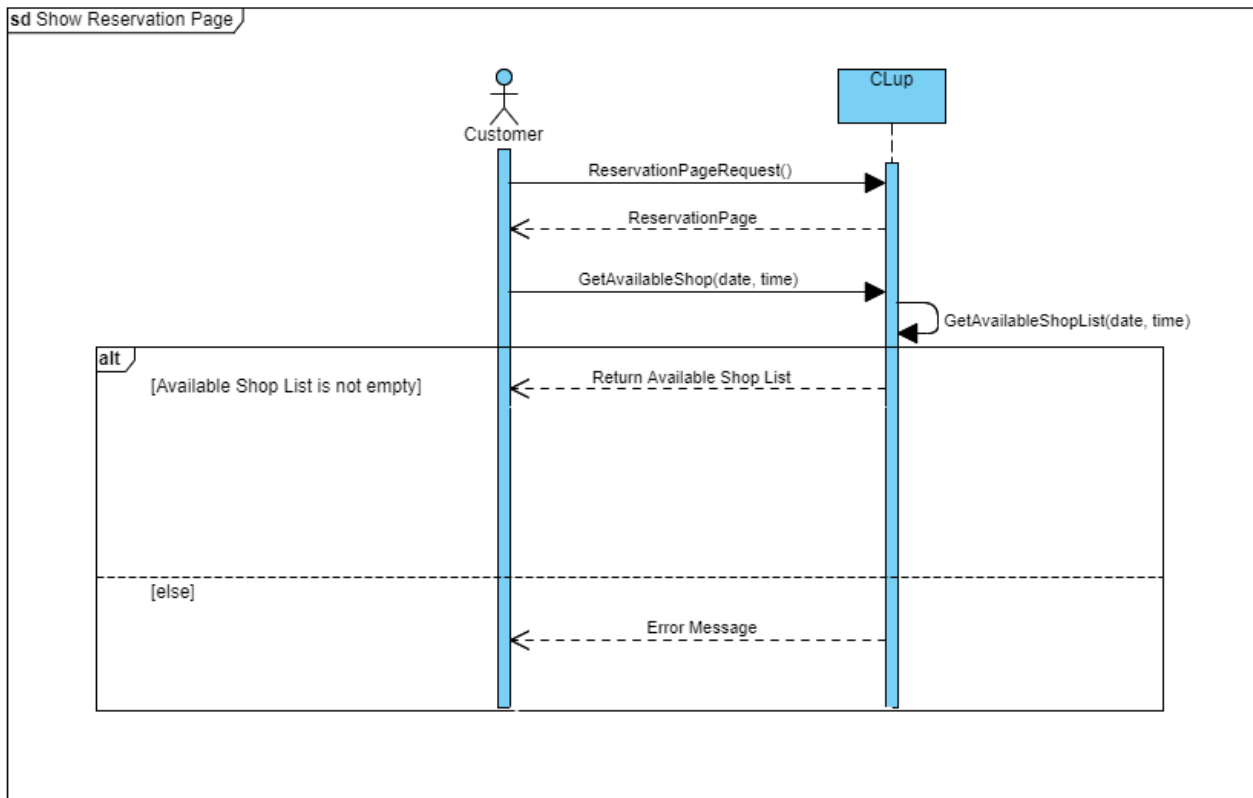 sd Show Reservation Page
CLup
Customer
ReservationPageRequest()
ReservationPage
GetAvailableShop(date, time)
GetAvailableShopList(date, time)
alt
[Available Shop List is not empty]
Return Available Shop List
[else]
Error Message